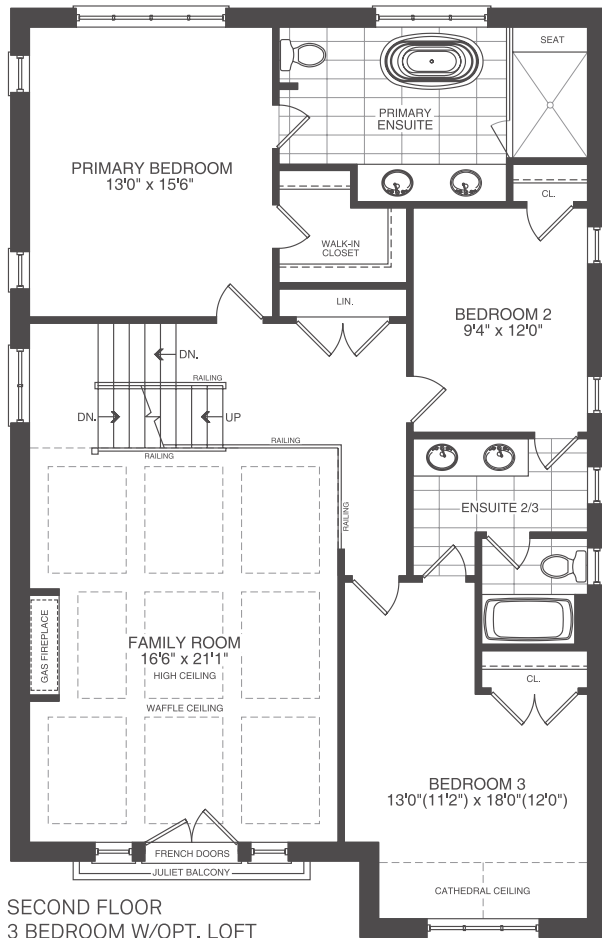 SEAT
PRIMARY
ENSUITE
PRIMARY BEDROOM
13'0" x 15'6"
CL.
WALK-IN
CLOSET
LIN.
BEDROOM 2
9'4" x 12'0"
DN.
RAILING
DN.
UP
RAILING
RAILING
RAILING
ENSUITE 2/3
GAS FIREPLACE
FAMILY ROOM
16'6" x 21'1"
HIGH CEILING
WAFFLE CEILING
CL.
BEDROOM 3
13'0"(11'2") x 18'0"(12'0")
FRENCH DOORS
JULIET BALCONY
CATHEDRAL CEILING
SECOND FLOOR
3 BEDROOM W/OPT. LOFT